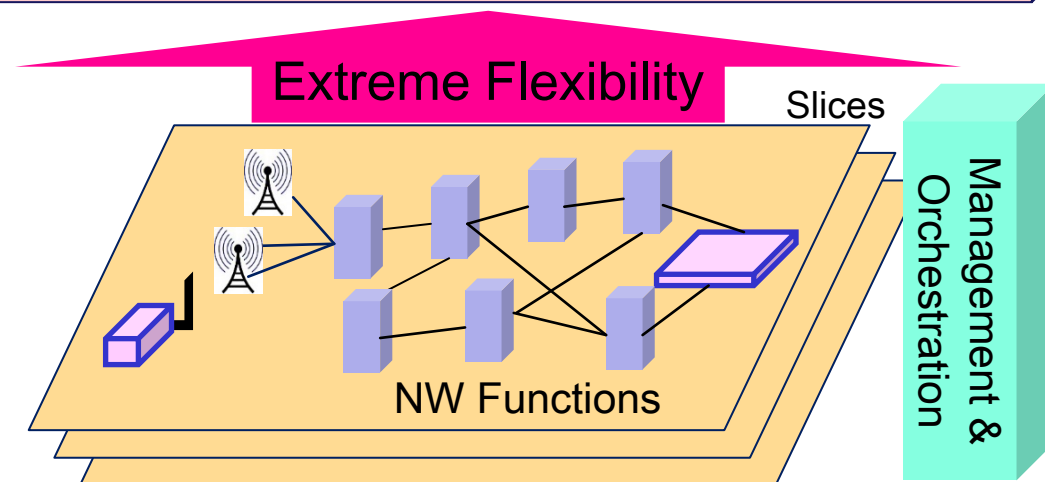 Extreme Flexibility
Slices
Management &
Orchestration
NW Functions